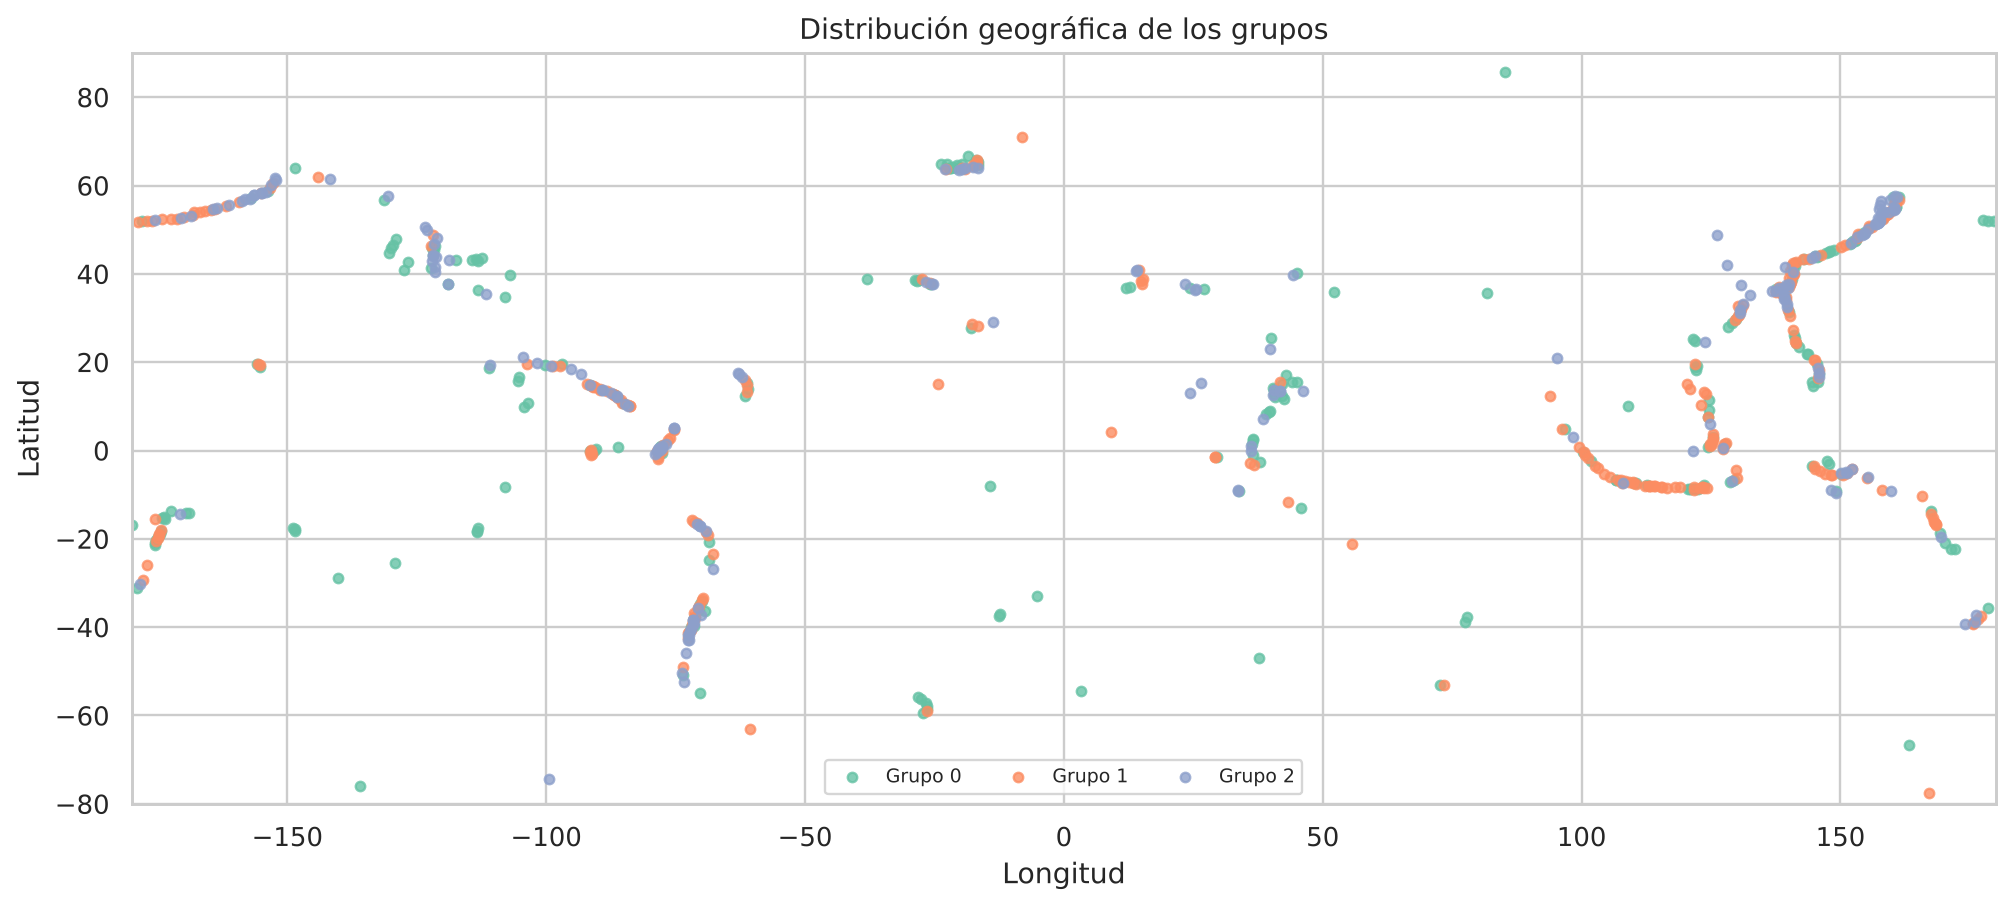 Distribución geográfica de los grupos
Latitud
80
60
40
20
0
−20
−40
−60
−80
Grupo 0 Grupo 1 Grupo 2
−150 −100 −50 0 50 100 150
Longitud